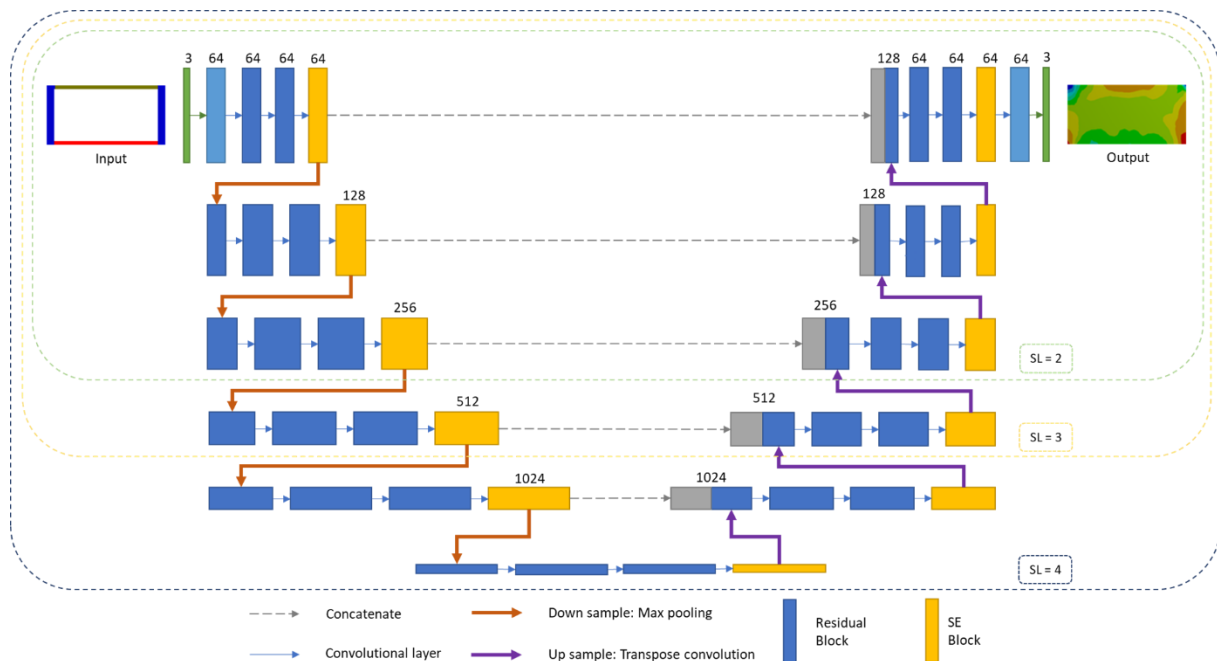 3 64 64 64 64
128 64 64 64 64 3
Input
Output
128
128
256
256
SL = 2
512
512
SL = 3
1024
1024
SL = 4
Concatenate
Down sample: Max pooling
Residual
Block
SE
Block
Convolutional layer
Up sample: Transpose convolution